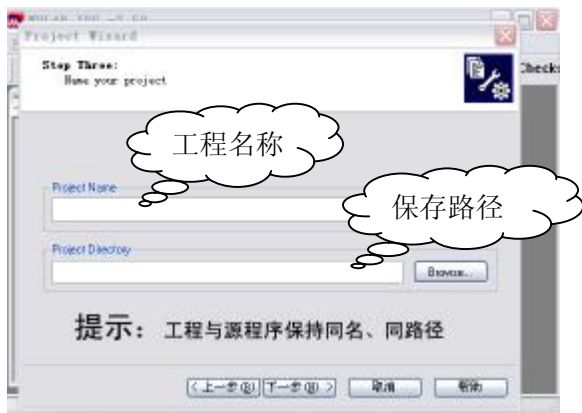 Project Wizard
Step Three:
Name your project
Checks
工程名称
Project Name
保存路径
Project Directory
Browse...
提示：工程与源程序保持同名、同路径
<上一步(B) 下一步(N)> 取消 帮助